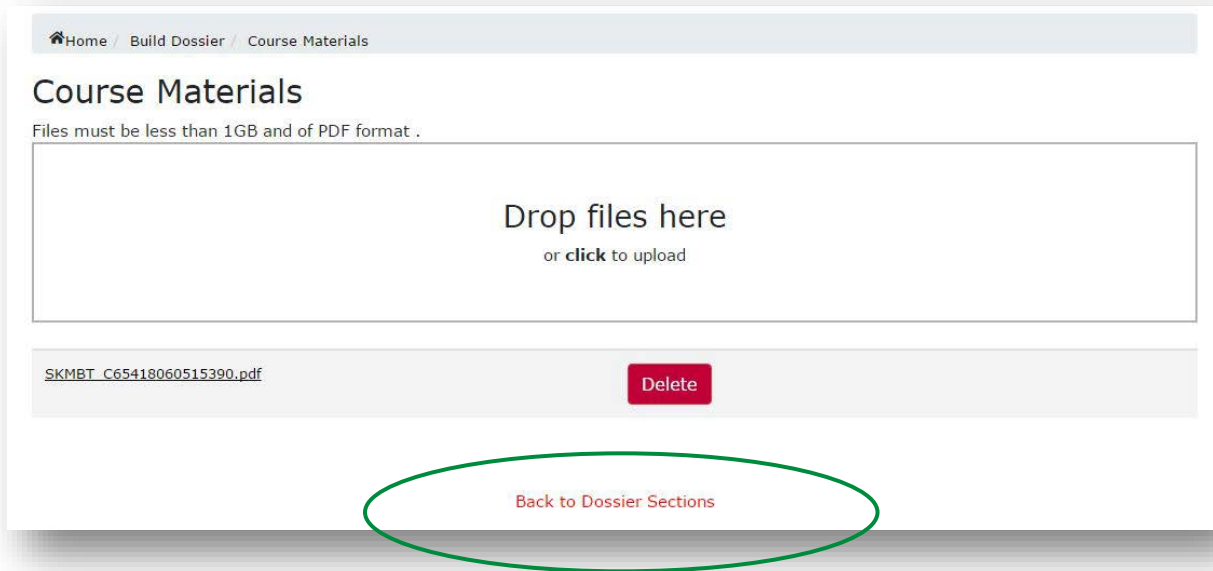 Home / Build Dossier / Course Materials
Course Materials
Files must be less than 1GB and of PDF format .
Drop files here
or click to upload
SKMBT_C65418060515390.pdf
Delete
Back to Dossier Sections